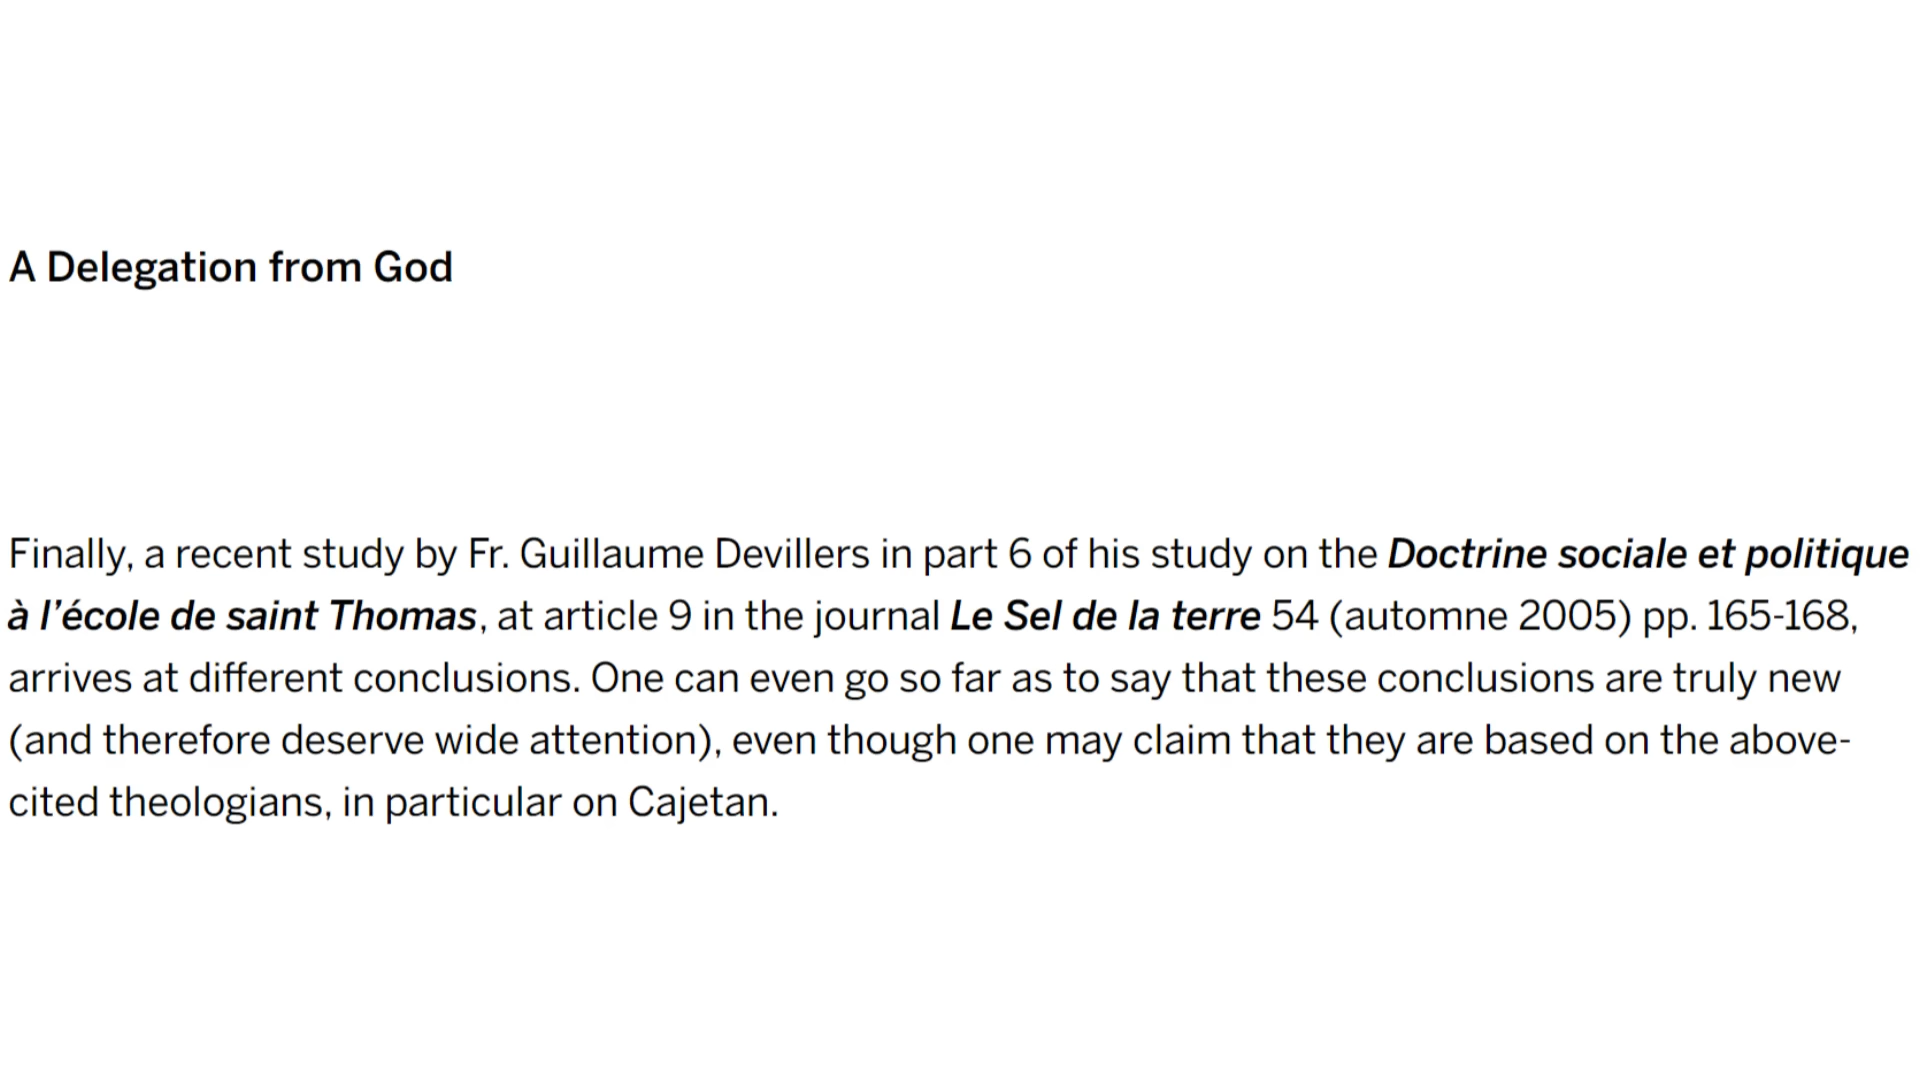 A Delegation from God
Finally, a recent study by Fr. Guillaume Devillers in part 6 of his study on the Doctrine sociale et politique
à l’école de saint Thomas, at article 9 in the journal Le Sel de la terre 54 (automne 2005) pp. 165-168,
arrives at different conclusions. One can even go so far as to say that these conclusions are truly new
(and therefore deserve wide attention), even though one may claim that they are based on the above-
cited theologians, in particular on Cajetan.